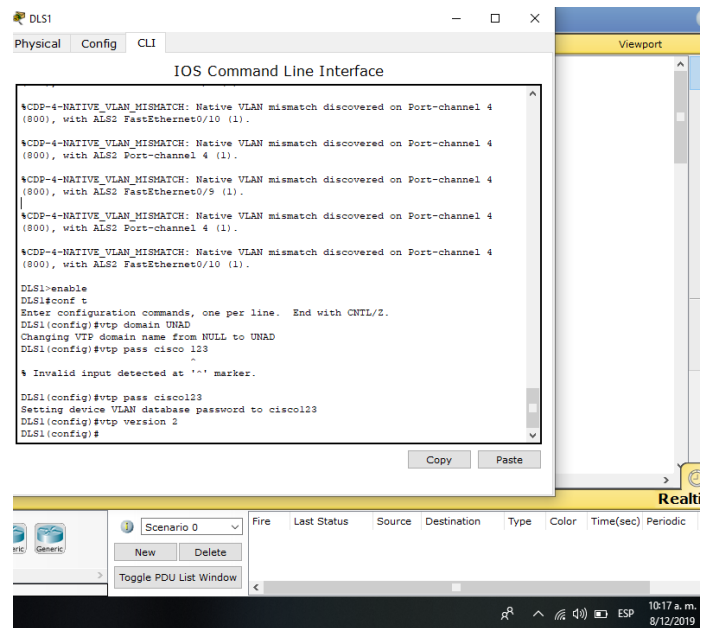 DLS1
Physical Config CLI
Viewport
IOS Command Line Interface
%CDP-4-NATIVE_VLAN_MISMATCH: Native VLAN mismatch discovered on Port-channel 4
(800), with ALS2 FastEthernet0/10 (1).
%CDP-4-NATIVE_VLAN_MISMATCH: Native VLAN mismatch discovered on Port-channel 4
(800), with ALS2 Port-channel 4 (1).
%CDP-4-NATIVE_VLAN_MISMATCH: Native VLAN mismatch discovered on Port-channel 4
(800), with ALS2 FastEthernet0/9 (1).
%CDP-4-NATIVE_VLAN_MISMATCH: Native VLAN mismatch discovered on Port-channel 4
(800), with ALS2 Port-channel 4 (1).
%CDP-4-NATIVE_VLAN_MISMATCH: Native VLAN mismatch discovered on Port-channel 4
(800), with ALS2 FastEthernet0/10 (1).
DLS1>enable
DLS1#conf t
Enter configuration commands, one per line. End with CNTL/Z.
DLS1(config)#vtp domain UNAD
Changing VTP domain name from NULL to UNAD
DLS1(config)#vtp pass cisco 123
^
% Invalid input detected at '^' marker.
DLS1(config)#vtp pass cisco123
Setting device VLAN database password to cisco123
DLS1(config)#vtp version 2
DLS1(config)#
Copy Paste
Realti
Scenario 0
Fire Last Status Source Destination Type Color Time(sec) Periodic
eric Generic
New Delete
Toggle PDU List Window
ESP
10:17 a. m.
8/12/2019